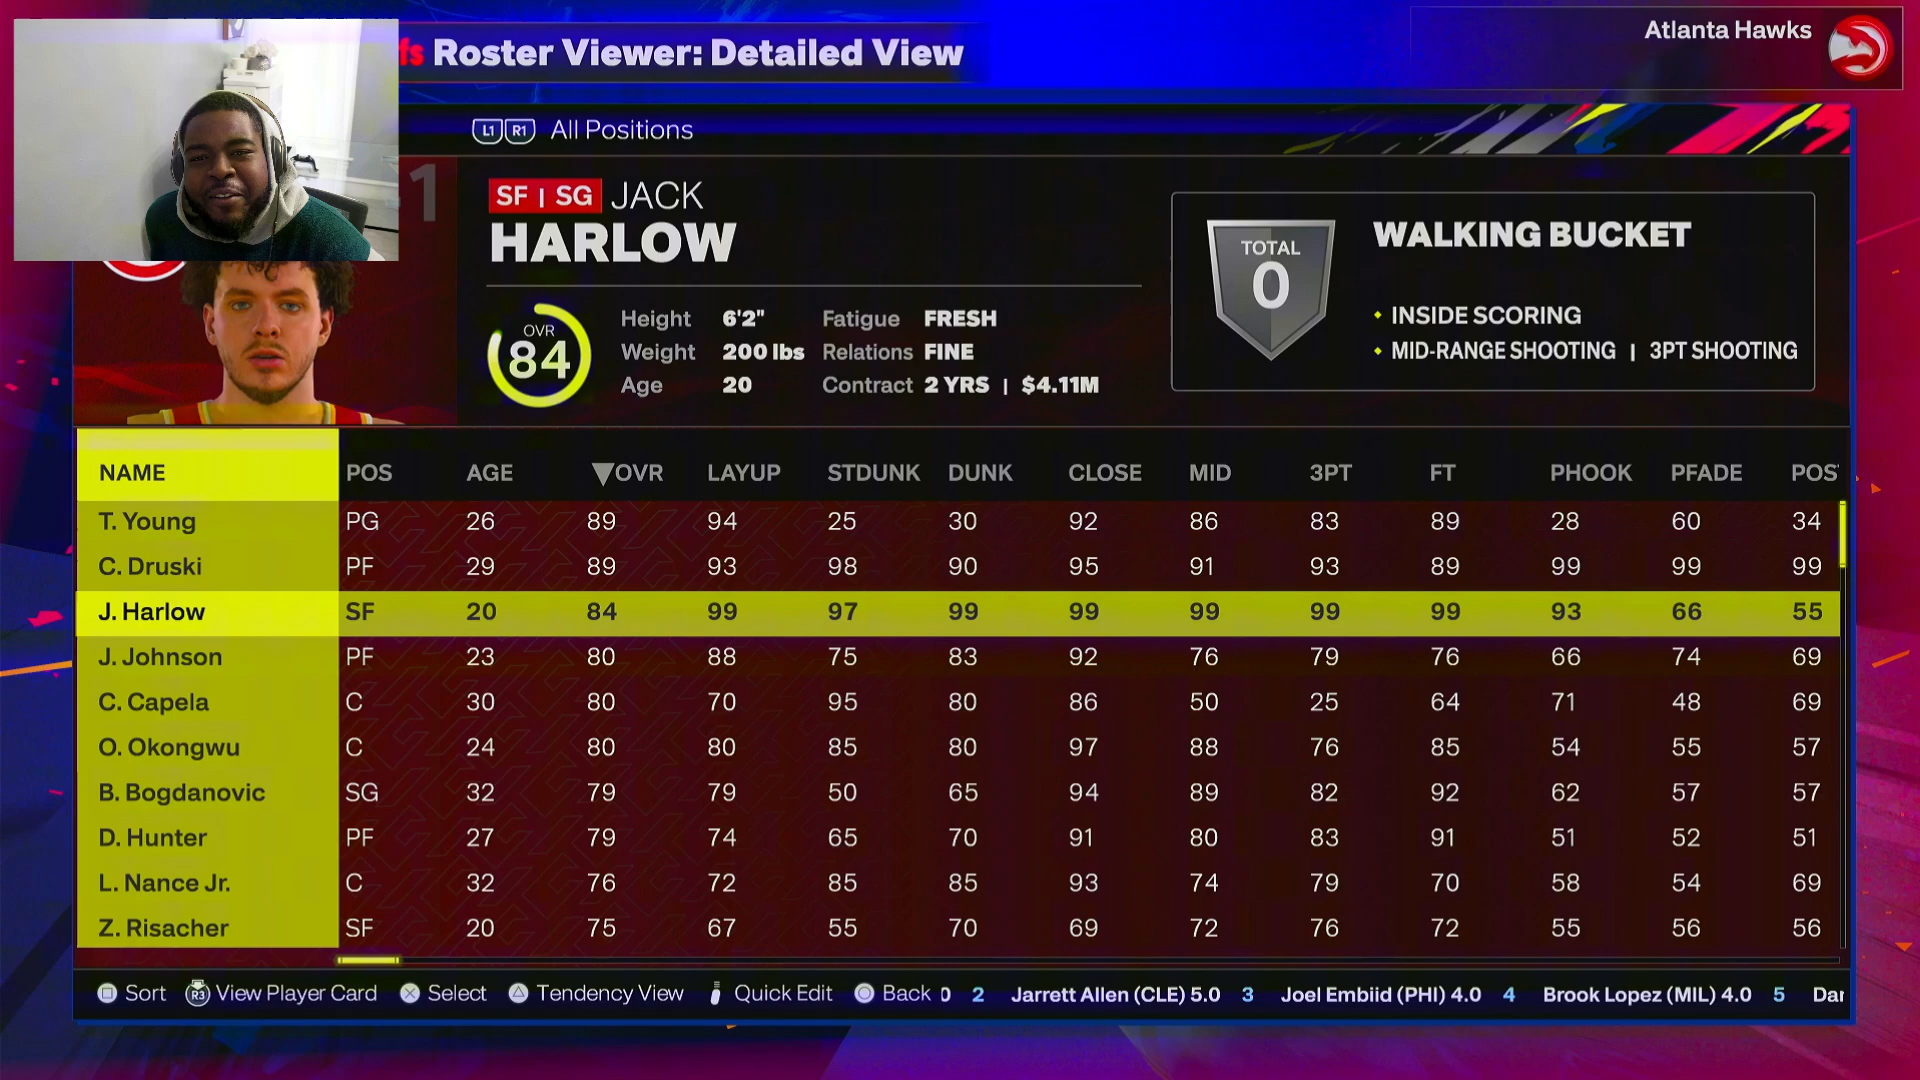 fs Roster Viewer: Detailed View
Atlanta Hawks
L1 R1 All Positions
1
SF | SG JACK
HARLOW
OVR
84
Height 6'2" Fatigue FRESH
Weight 200 lbs Relations FINE
Age 20 Contract 2 YRS | $4.11M
TOTAL
0
WALKING BUCKET
INSIDE SCORING
MID-RANGE SHOOTING | 3PT SHOOTING
NAME POS AGE ▼OVR LAYUP STDUNK DUNK CLOSE MID 3PT FT PHOOK PFADE POS
T. Young PG 26 89 94 25 30 92 86 83 89 28 60 34
C. Druski PF 29 89 93 98 90 95 91 93 89 99 99 99
J. Harlow SF 20 84 99 97 99 99 99 99 99 93 66 55
J. Johnson PF 23 80 88 75 83 92 76 79 76 66 74 69
C. Capela C 30 80 70 95 80 86 50 25 64 71 48 69
O. Okongwu C 24 80 80 85 80 97 88 76 85 54 55 57
B. Bogdanovic SG 32 79 79 50 65 94 89 82 92 62 57 57
D. Hunter PF 27 79 74 65 70 91 80 83 91 51 52 51
L. Nance Jr. C 32 76 72 85 85 93 74 79 70 58 54 69
Z. Risacher SF 20 75 67 55 70 69 72 76 72 55 56 56
Sort R3 View Player Card Select Tendency View Quick Edit Back 0 2 Jarrett Allen (CLE) 5.0 3 Joel Embiid (PHI) 4.0 4 Brook Lopez (MIL) 4.0 5 Dar